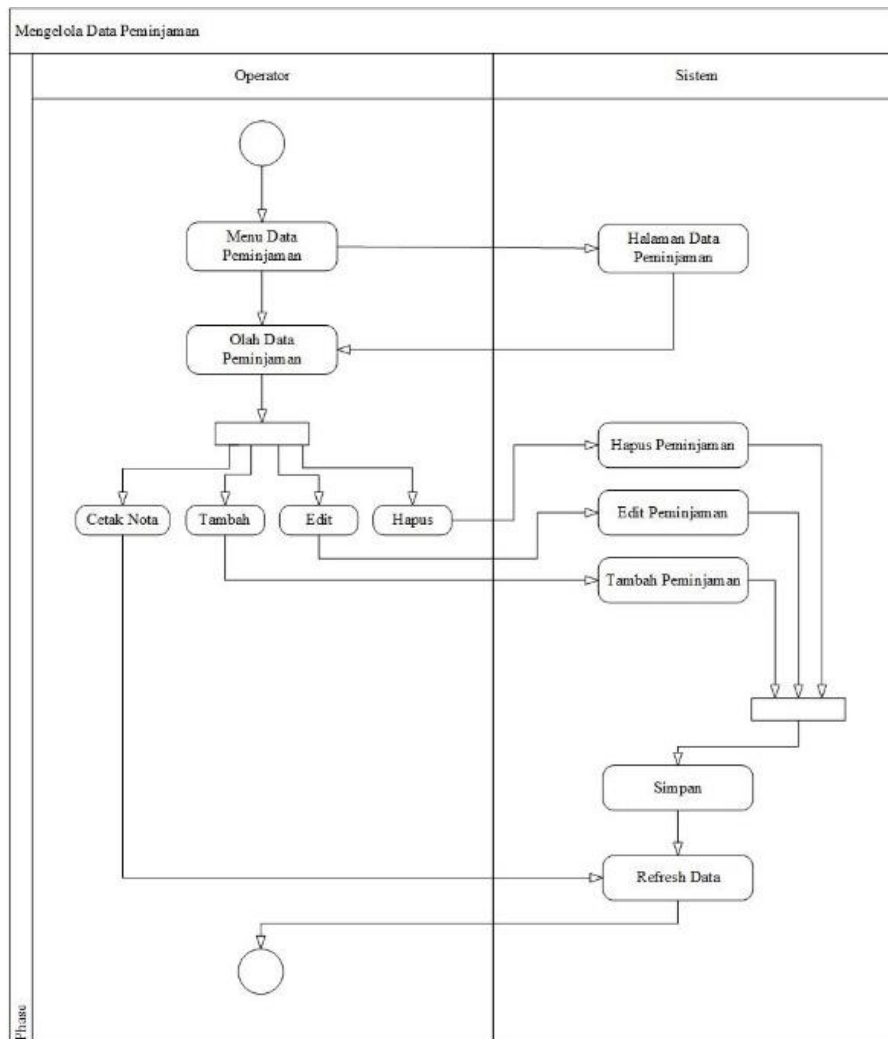 Mengelola Data Peminjaman
Operator
Sistem
Menu Data
Peminjaman
Halaman Data
Peminjaman
Olah Data
Peminjaman
Hapus Peminjaman
Cetak Nota
Tambah
Edit
Hapus
Edit Peminjaman
Tambah Peminjaman
Simpan
Refresh Data
Phase